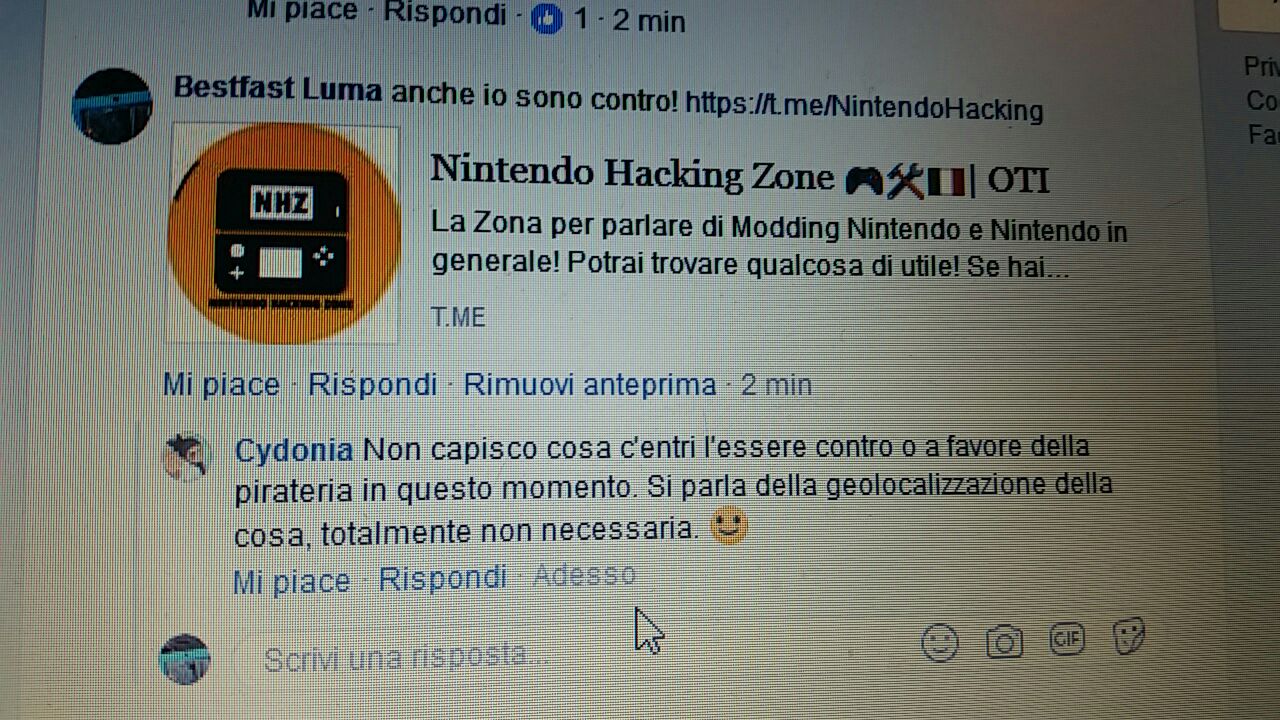 Mi piace · Rispondi · 1 · 2 min
Bestfast Luma anche io sono contro! https://t.me/NintendoHacking
NHZ
Nintendo Hacking Zone 🎮🛠🇮🇹| OTI
La Zona per parlare di Modding Nintendo e Nintendo in
generale! Potrai trovare qualcosa di utile! Se hai...
NINTENDO HACKING ZONE
T.ME
Mi piace · Rispondi · Rimuovi anteprima · 2 min
Cydonia Non capisco cosa c'entri l'essere contro o a favore della
pirateria in questo momento. Si parla della geolocalizzazione della
cosa, totalmente non necessaria. 🙂
Mi piace · Rispondi · Adesso
Scrivi una risposta...
GIF
Priv
Co
Fa